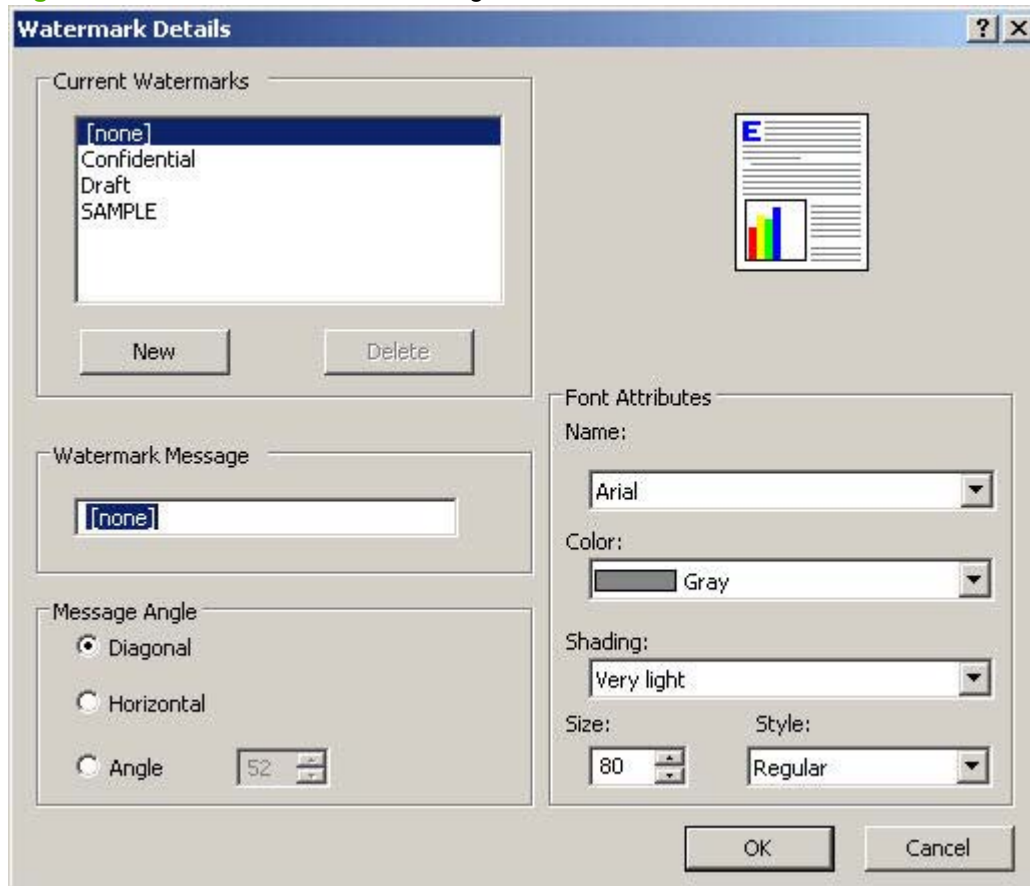 Watermark Details
Current Watermarks
[none]
Confidential
Draft
SAMPLE
New Delete
E
Watermark Message
[none]
Message Angle
Diagonal
Horizontal
Angle 52
Font Attributes
Name:
Arial
Color:
Gray
Shading:
Very light
Size: Style:
80 Regular
OK Cancel